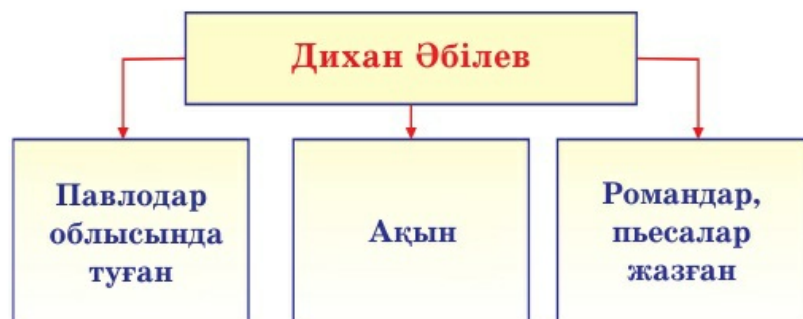 Дихан Әбілев
Павлодар
облысында
туған
Ақын
Романдар,
пьесалар
жазған